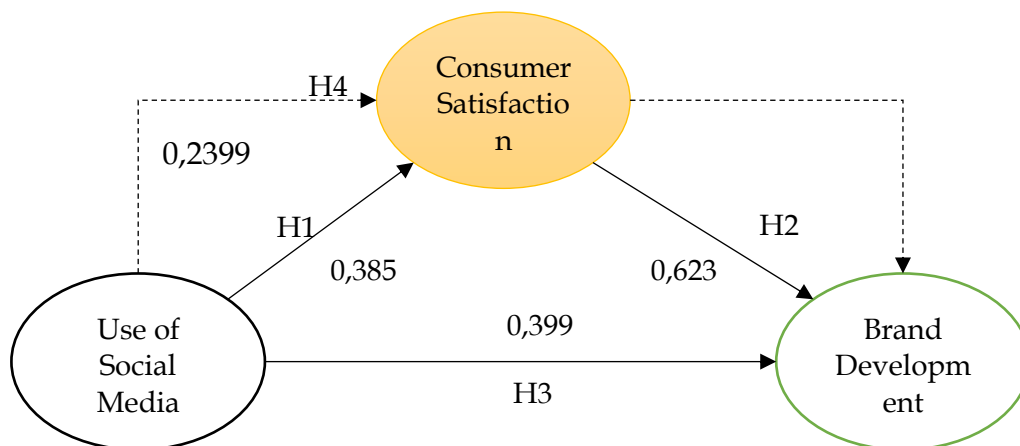 Consumer
Satisfactio
n
H4
0,2399
H1
0,385
H2
0,623
Use of
Social
Media
0,399
H3
Brand
Developm
ent